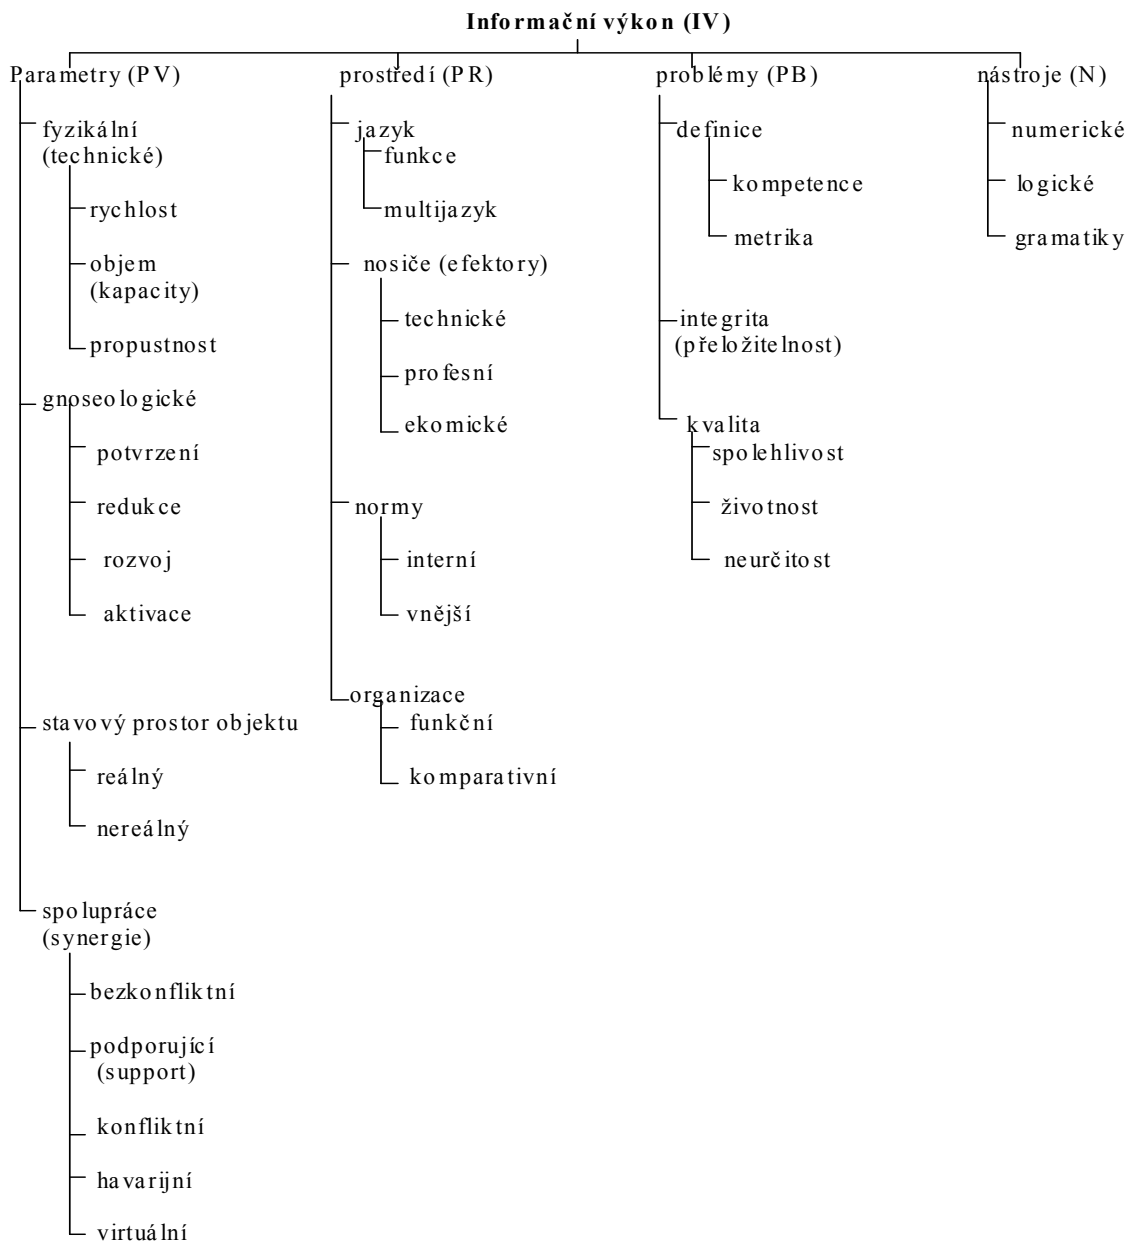 Informační výkon (IV)
Parametry (PV)
fyzikální
(technické)
rychlost
objem
(kapacity)
propustnost
gnoseologické
potvrzení
redukce
rozvoj
aktivace
stavový prostor objektu
reálný
nereálný
spolupráce
(synergie)
bezkonfliktní
podporující
(support)
konfliktní
havarijní
virtuální
prostředí (PR)
jazyk
funkce
multijazyk
nosiče (efektory)
technické
profesní
ekomické
normy
interní
vnější
organizace
funkční
komparativní
problémy (PB)
definice
kompetence
metrika
integrita
(přeložitelnost)
kvalita
spolehlivost
životnost
neurčitost
nástroje (N)
numerické
logické
gramatiky